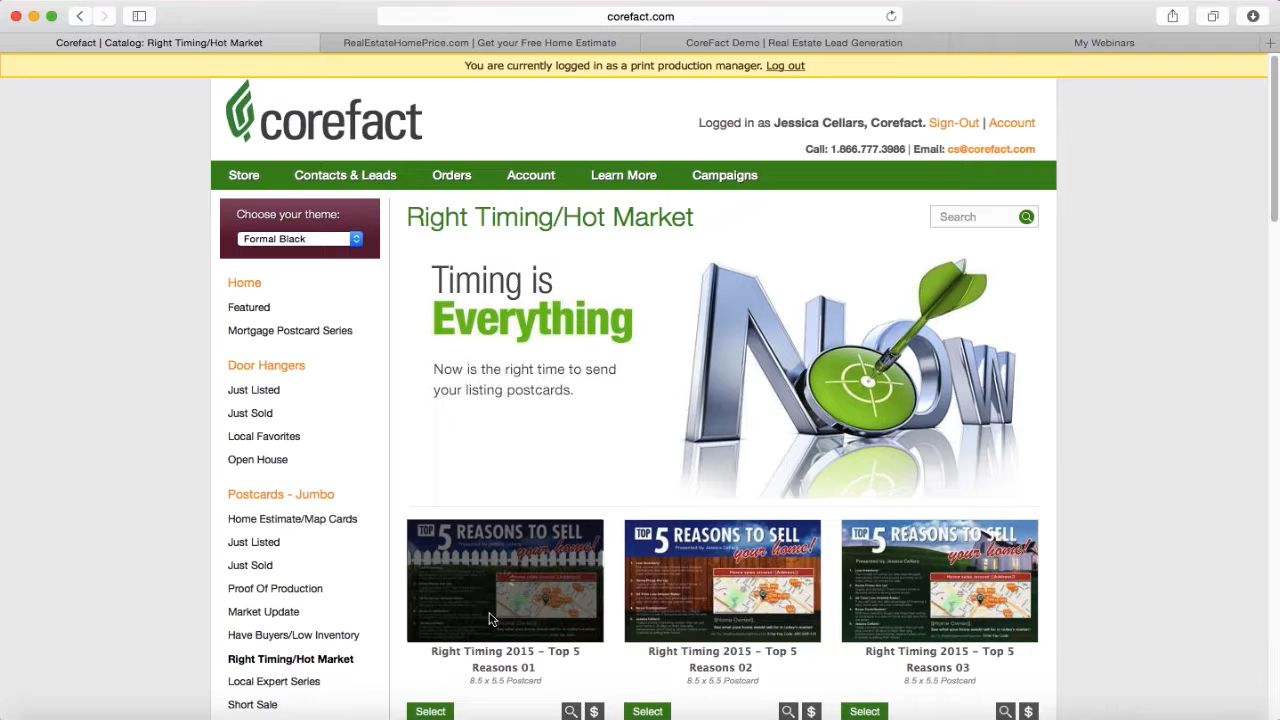 corefact.com
Corefact | Catalog: Right Timing/Hot Market
RealEstateHomePrice.com | Get your Free Home Estimate
CoreFact Demo | Real Estate Lead Generation
My Webinars
You are currently logged in as a print production manager. Log out
corefact
Logged in as Jessica Cellars, Corefact. Sign-Out | Account
Call: 1.866.777.3986 | Email: cs@corefact.com
Store Contacts & Leads Orders Account Learn More Campaigns
Choose your theme:
Formal Black
Home
Featured
Mortgage Postcard Series
Door Hangers
Just Listed
Just Sold
Local Favorites
Open House
Postcards - Jumbo
Home Estimate/Map Cards
Just Listed
Just Sold
Proof Of Production
Market Update
Have Buyers/Low Inventory
Right Timing/Hot Market
Local Expert Series
Short Sale
Right Timing/Hot Market
Search
Timing is
Everything
Now is the right time to send
your listing postcards.
NOW
TOP 5 REASONS TO SELL
your home!
Right Timing 2015 – Top 5
Reasons 01
8.5 x 5.5 Postcard
Select
$
TOP 5 REASONS TO SELL
your home!
Presented by Jessica Cellars
Right Timing 2015 – Top 5
Reasons 02
8.5 x 5.5 Postcard
Select
$
TOP 5 REASONS TO SELL
your home!
Presented by Jessica Cellars
Right Timing 2015 – Top 5
Reasons 03
8.5 x 5.5 Postcard
Select
$